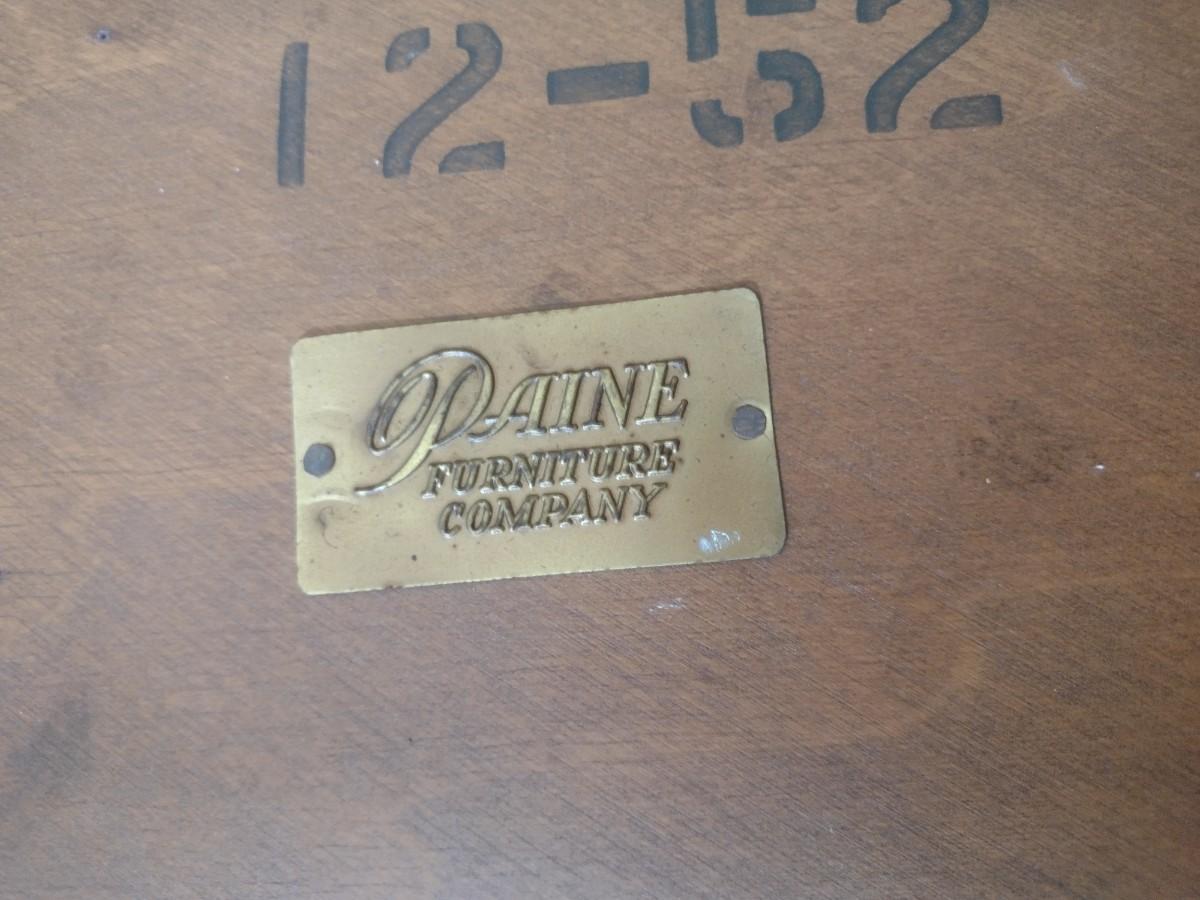 12-52
PAINE
FURNITURE
COMPANY